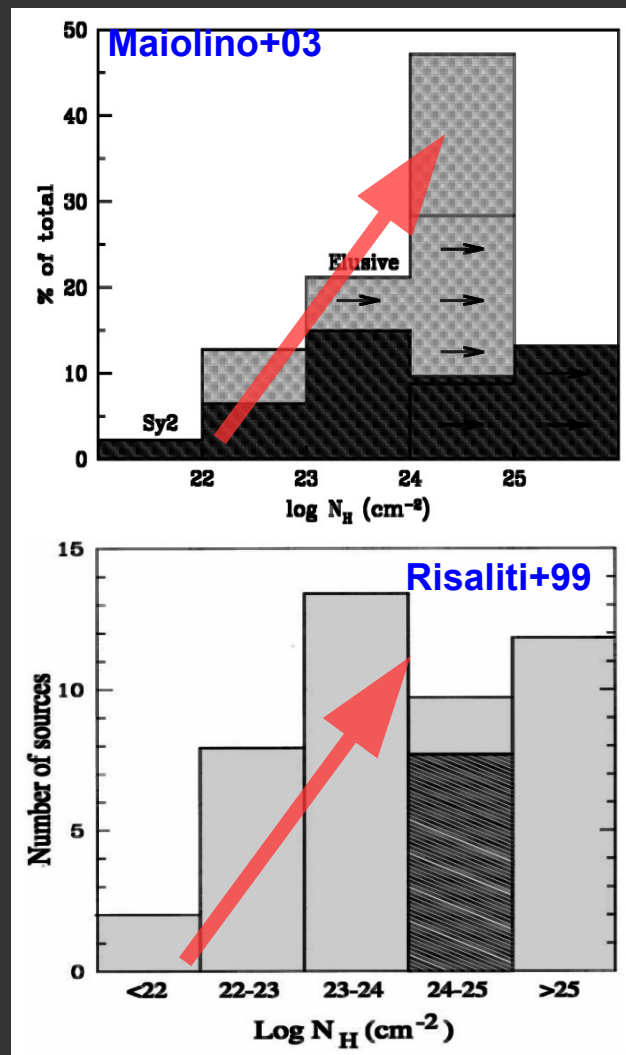 Maiolino+03
50
40
30
20
10
0
% of total
Elusive
Sy2
22 23 24 25
log N_H (cm⁻²)
Risaliti+99
15
10
5
0
Number of sources
<22 22-23 23-24 24-25 >25
Log N_H (cm⁻²)